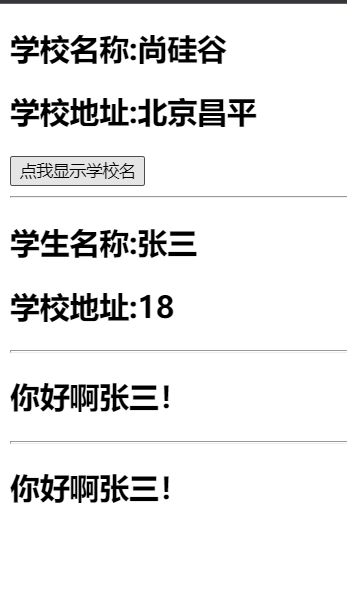 学校名称:尚硅谷
学校地址:北京昌平
点我显示学校名
学生名称:张三
学校地址:18
你好啊张三！
你好啊张三！